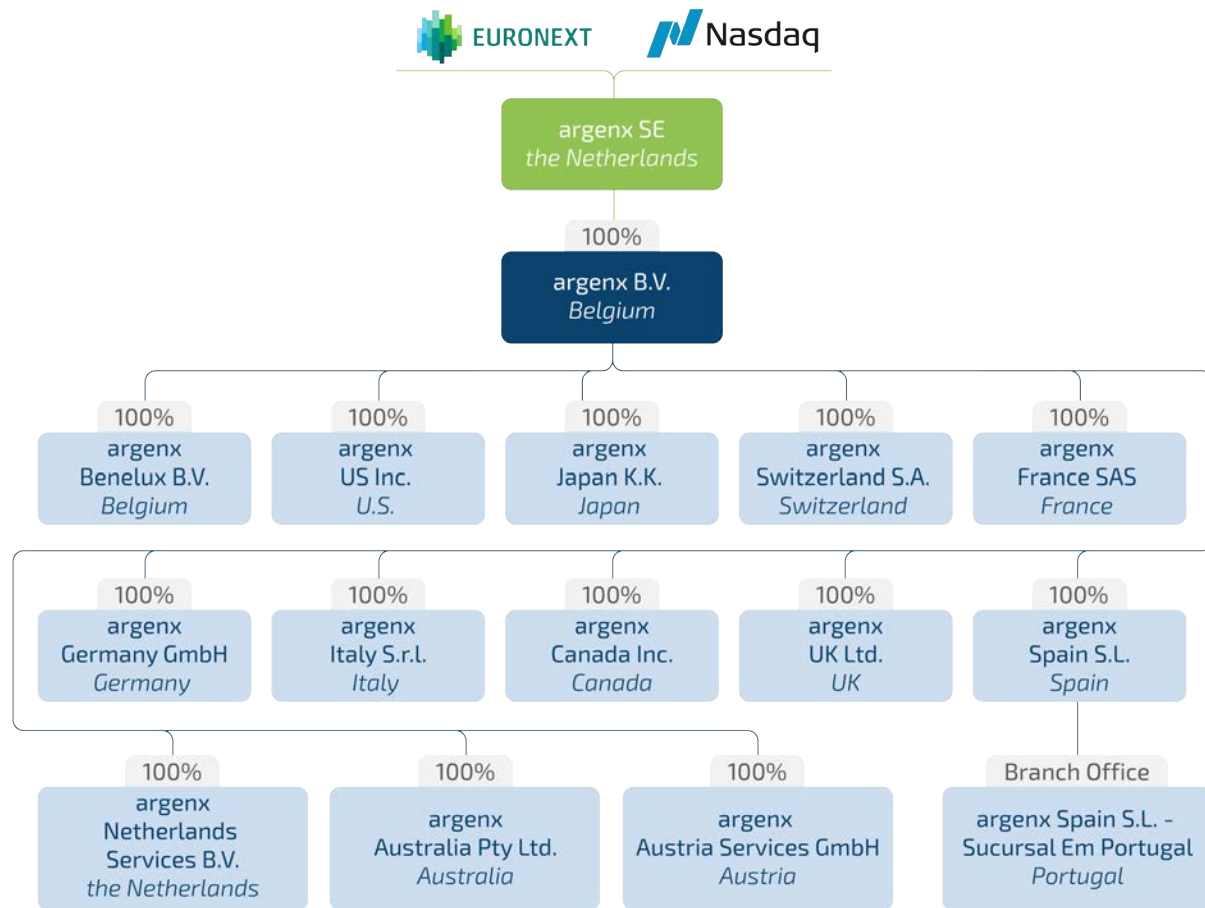 EURONEXT
Nasdaq
argenx SE
the Netherlands
100%
argenx B.V.
Belgium
100%
argenx
Benelux B.V.
Belgium
100%
argenx
US Inc.
U.S.
100%
argenx
Japan K.K.
Japan
100%
argenx
Switzerland S.A.
Switzerland
100%
argenx
France SAS
France
100%
argenx
Germany GmbH
Germany
100%
argenx
Italy S.r.l.
Italy
100%
argenx
Canada Inc.
Canada
100%
argenx
UK Ltd.
UK
100%
argenx
Spain S.L.
Spain
100%
argenx
Netherlands
Services B.V.
the Netherlands
100%
argenx
Australia Pty Ltd.
Australia
100%
argenx
Austria Services GmbH
Austria
Branch Office
argenx Spain S.L. -
Sucursal Em Portugal
Portugal